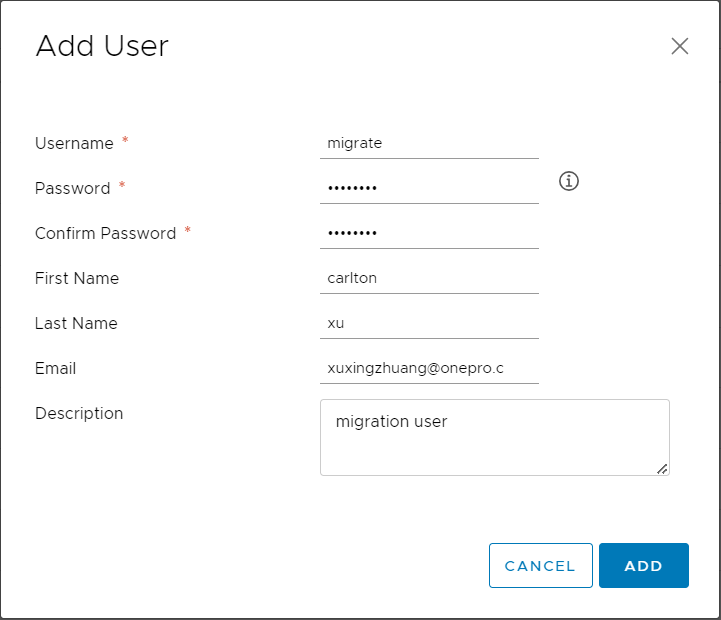 Add User
Username * migrate
Password * ••••••••
Confirm Password * ••••••••
First Name carlton
Last Name xu
Email xuxingzhuang@onepro.c
Description migration user
CANCEL ADD